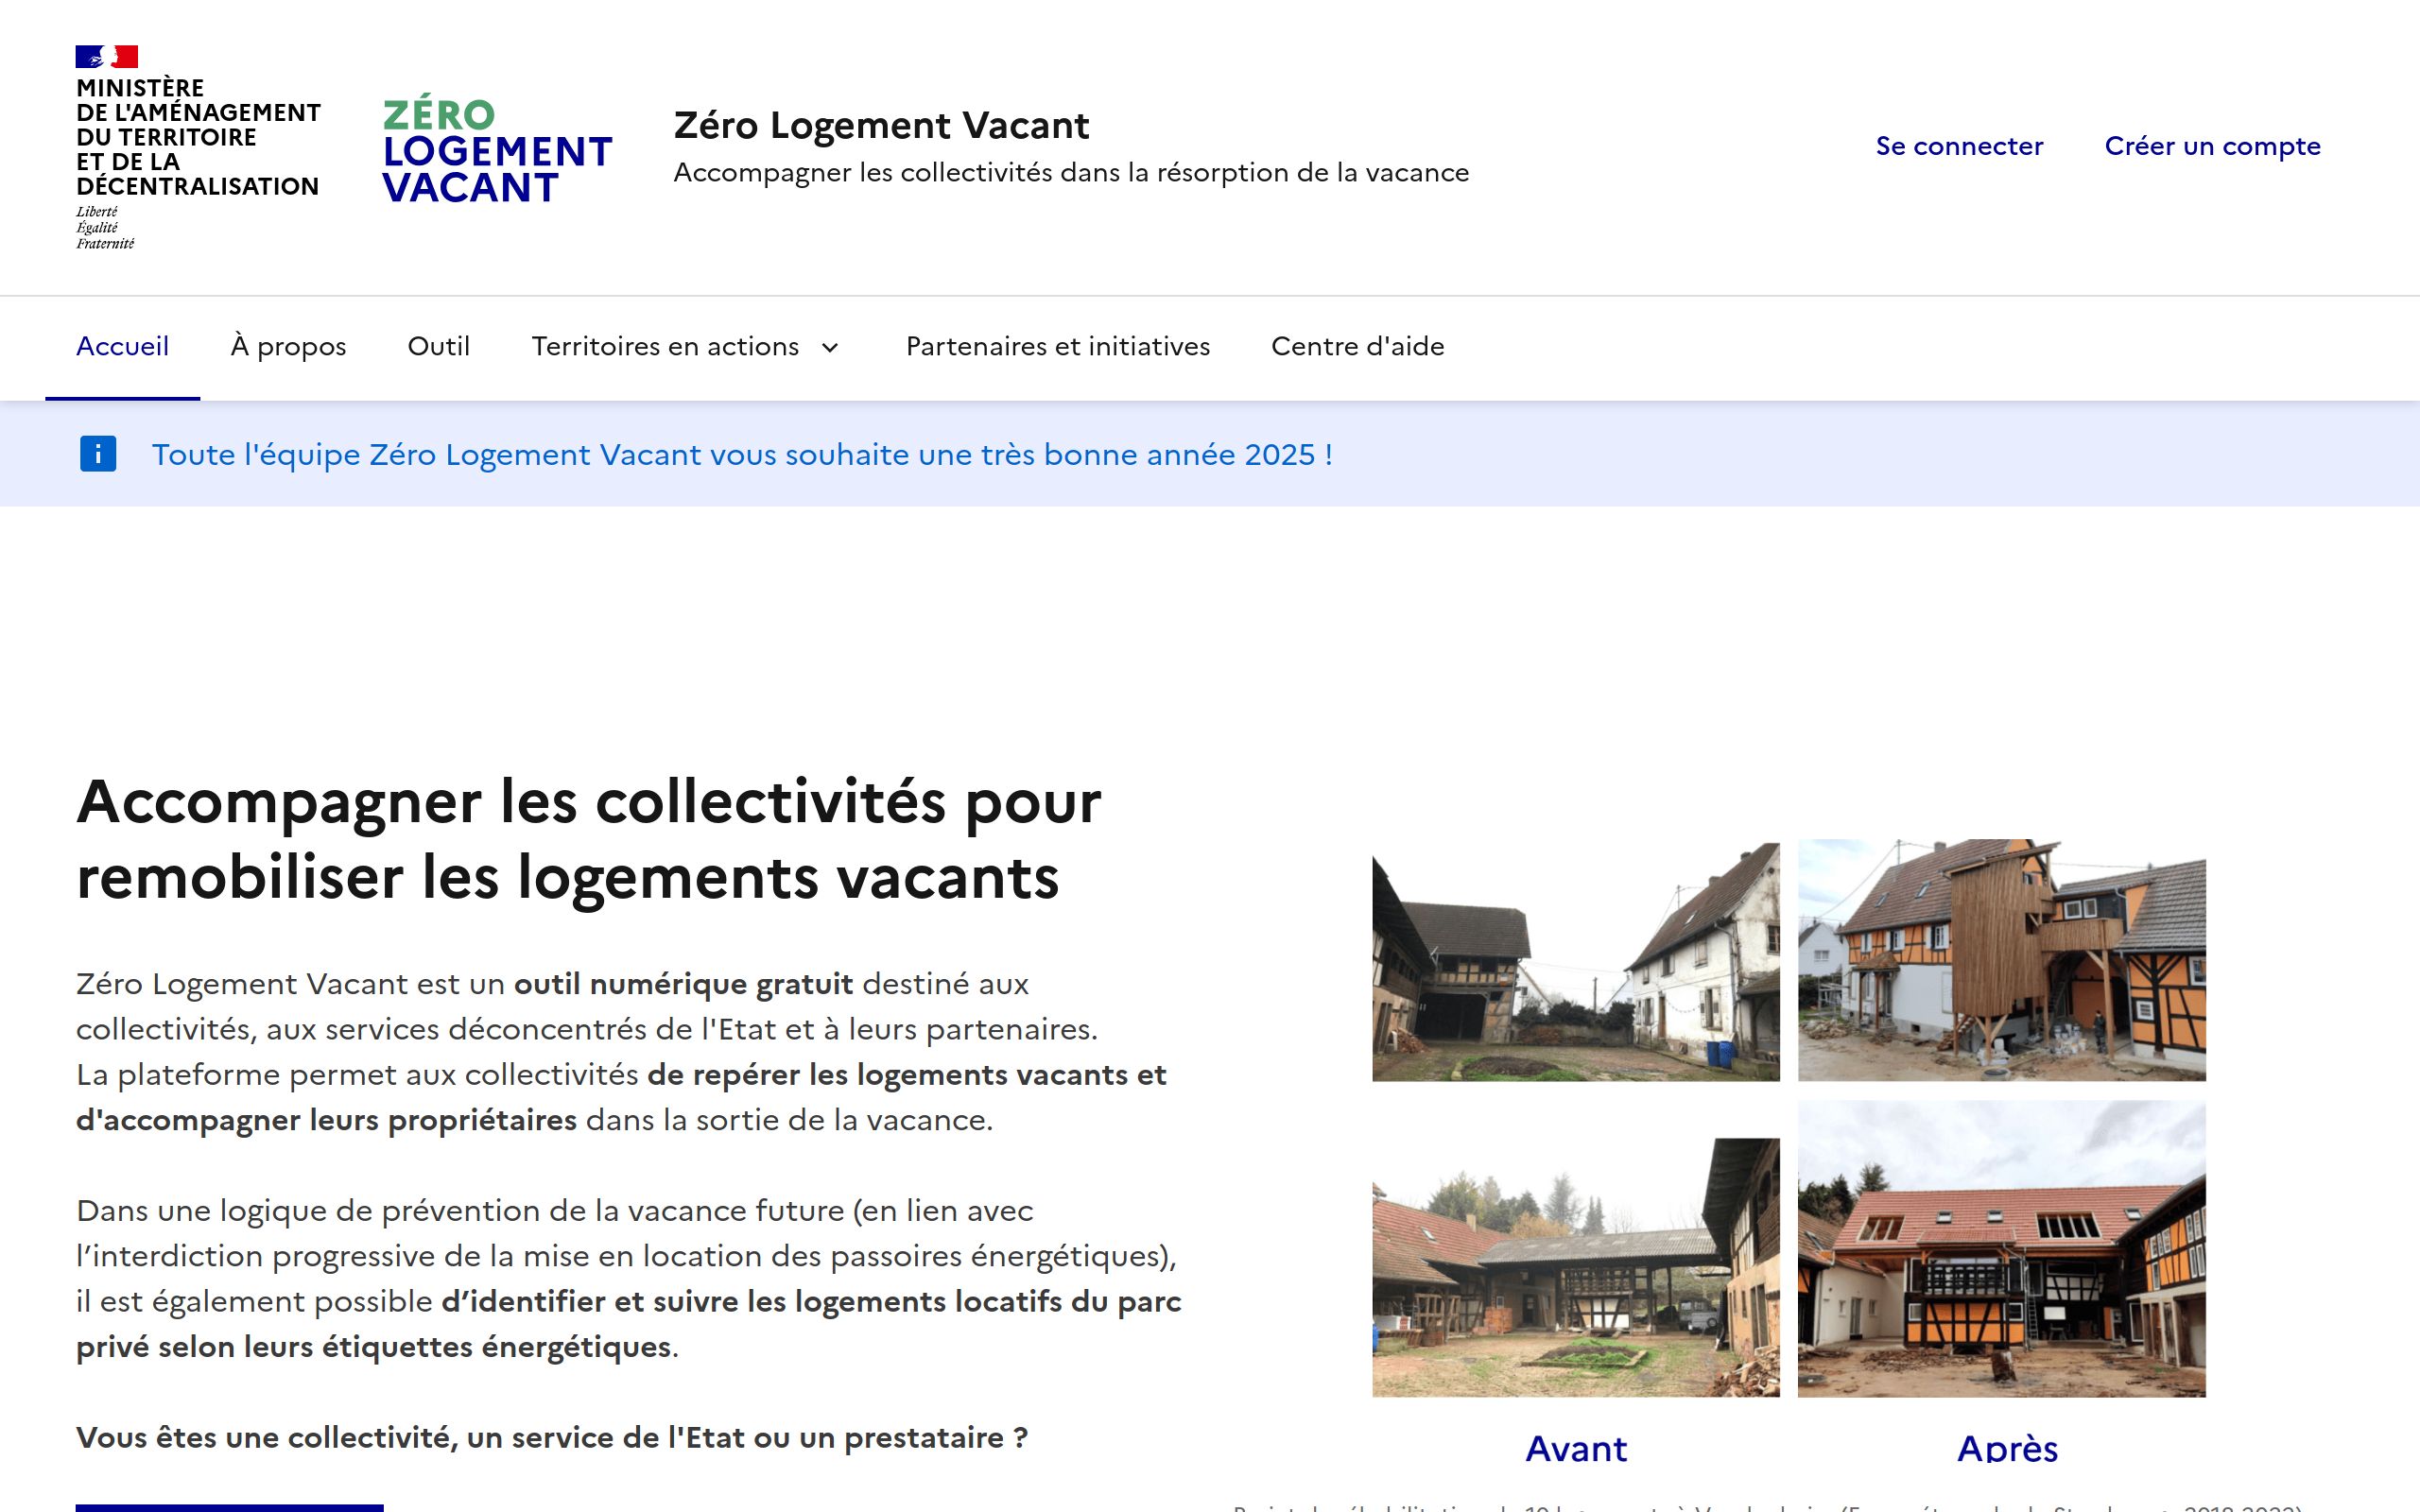 MINISTÈRE
DE L'AMÉNAGEMENT
DU TERRITOIRE
ET DE LA
DÉCENTRALISATION
Liberté
Égalité
Fraternité
ZÉRO
LOGEMENT
VACANT
Zéro Logement Vacant
Accompagner les collectivités dans la résorption de la vacance
Se connecter
Créer un compte
Accueil
À propos
Outil
Territoires en actions
Partenaires et initiatives
Centre d'aide
Toute l'équipe Zéro Logement Vacant vous souhaite une très bonne année 2025 !
Accompagner les collectivités pour
remobiliser les logements vacants
Zéro Logement Vacant est un outil numérique gratuit destiné aux
collectivités, aux services déconcentrés de l'Etat et à leurs partenaires.
La plateforme permet aux collectivités de repérer les logements vacants et
d'accompagner leurs propriétaires dans la sortie de la vacance.
Dans une logique de prévention de la vacance future (en lien avec
l’interdiction progressive de la mise en location des passoires énergétiques),
il est également possible d’identifier et suivre les logements locatifs du parc
privé selon leurs étiquettes énergétiques.
Vous êtes une collectivité, un service de l'Etat ou un prestataire ?
Avant
Après